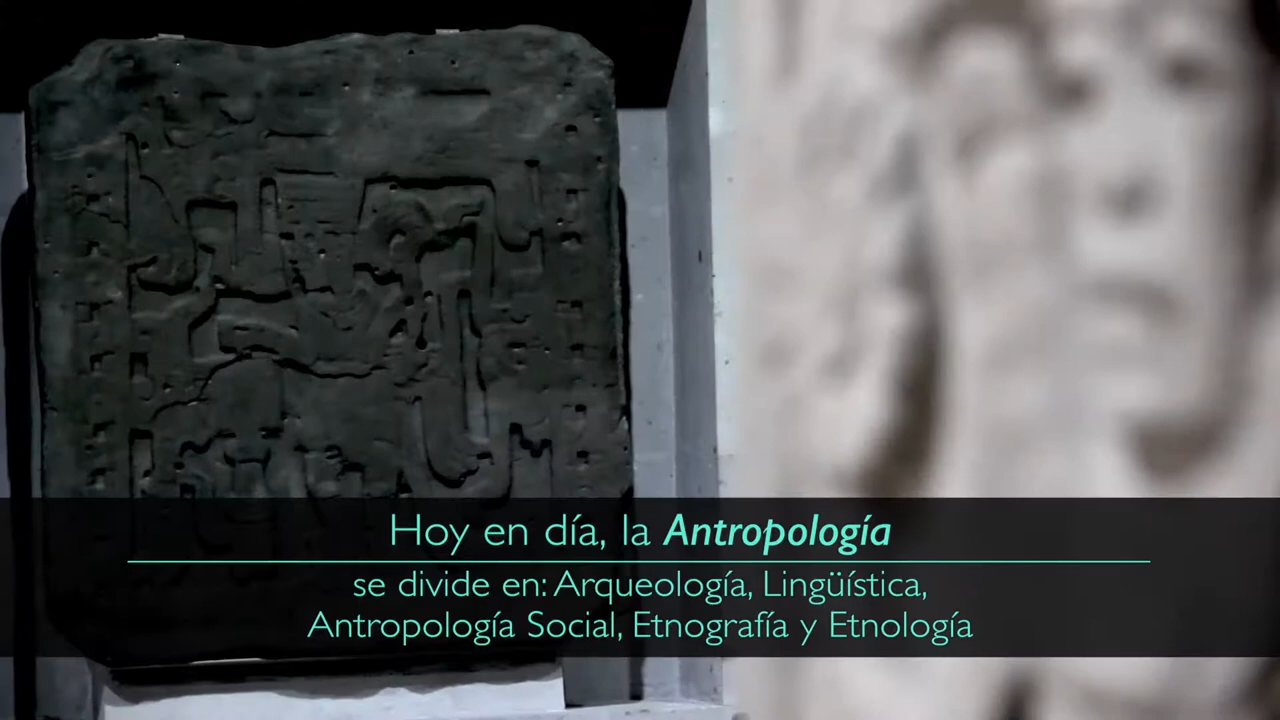 Hoy en día, la Antropología
se divide en: Arqueología, Lingüística,
Antropología Social, Etnografía y Etnología